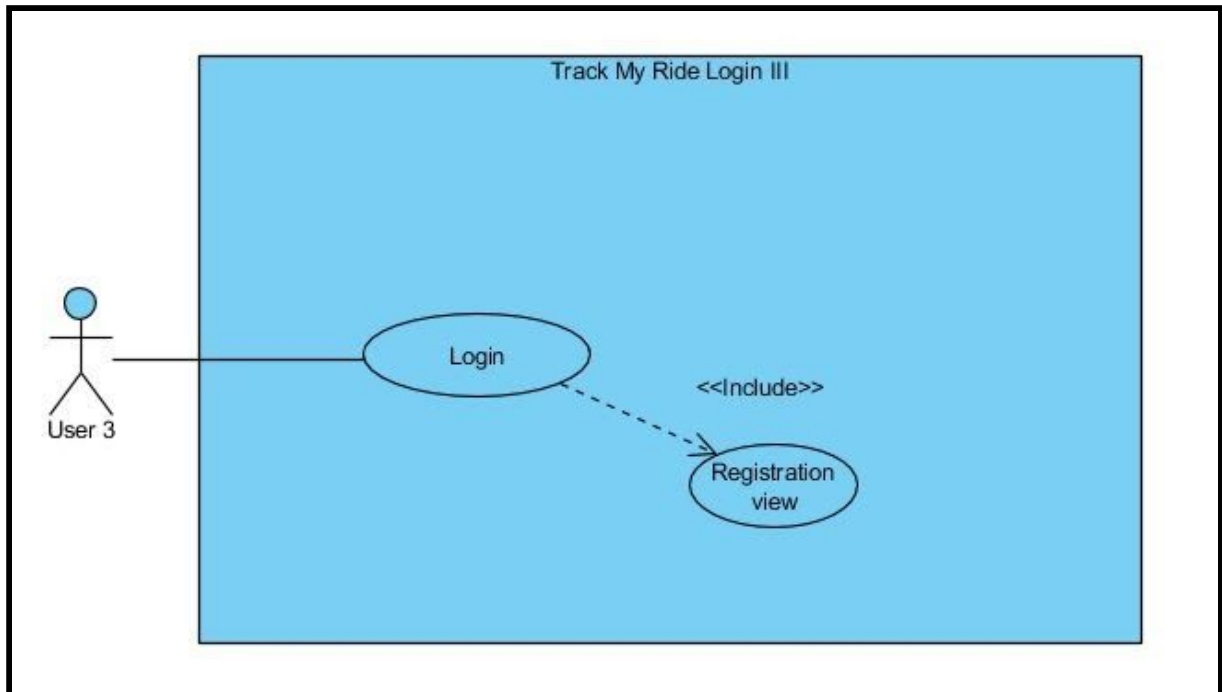 Track My Ride Login III
Login
<<Include>>
User 3
Registration
view